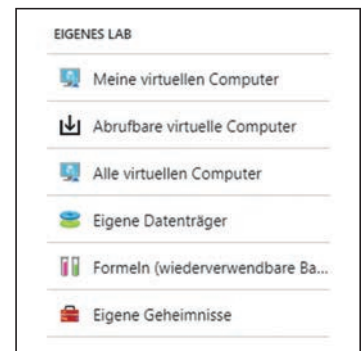 EIGENES LAB
Meine virtuellen Computer
Abrufbare virtuelle Computer
Alle virtuellen Computer
Eigene Datenträger
Formeln (wiederverwendbare Ba...
Eigene Geheimnisse